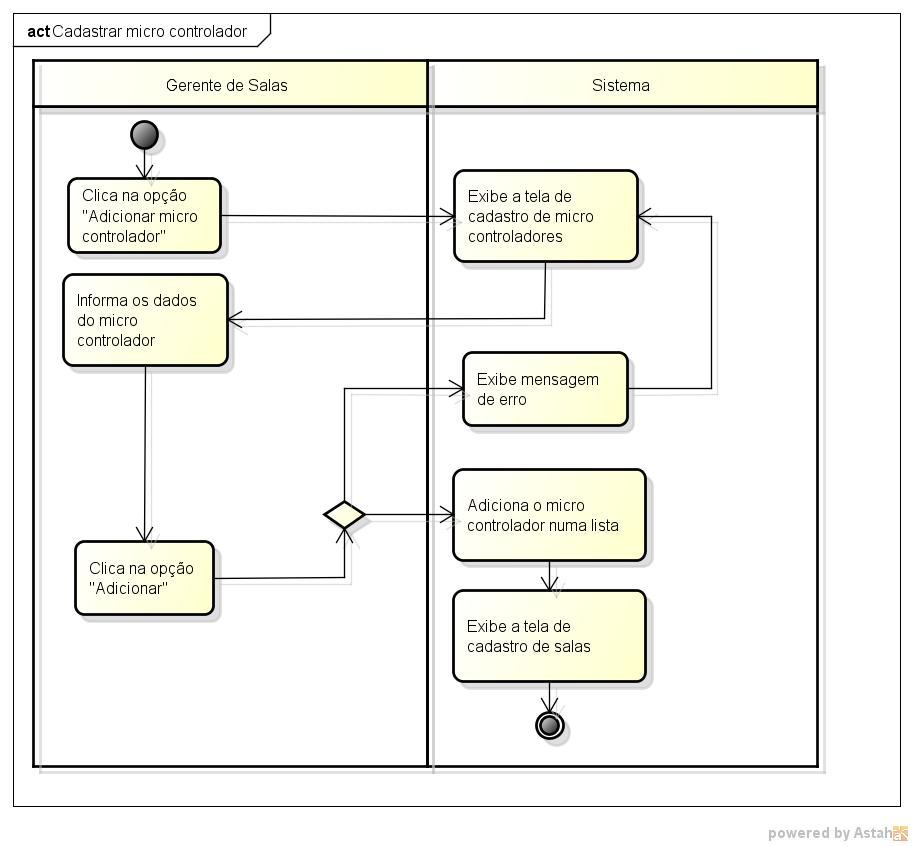 act Cadastrar micro controlador
Gerente de Salas
Sistema
Clica na opção
"Adicionar micro
controlador"
Exibe a tela de
cadastro de micro
controladores
Informa os dados
do micro
controlador
Exibe mensagem
de erro
Adiciona o micro
controlador numa lista
Clica na opção
"Adicionar"
Exibe a tela de
cadastro de salas
powered by Astah